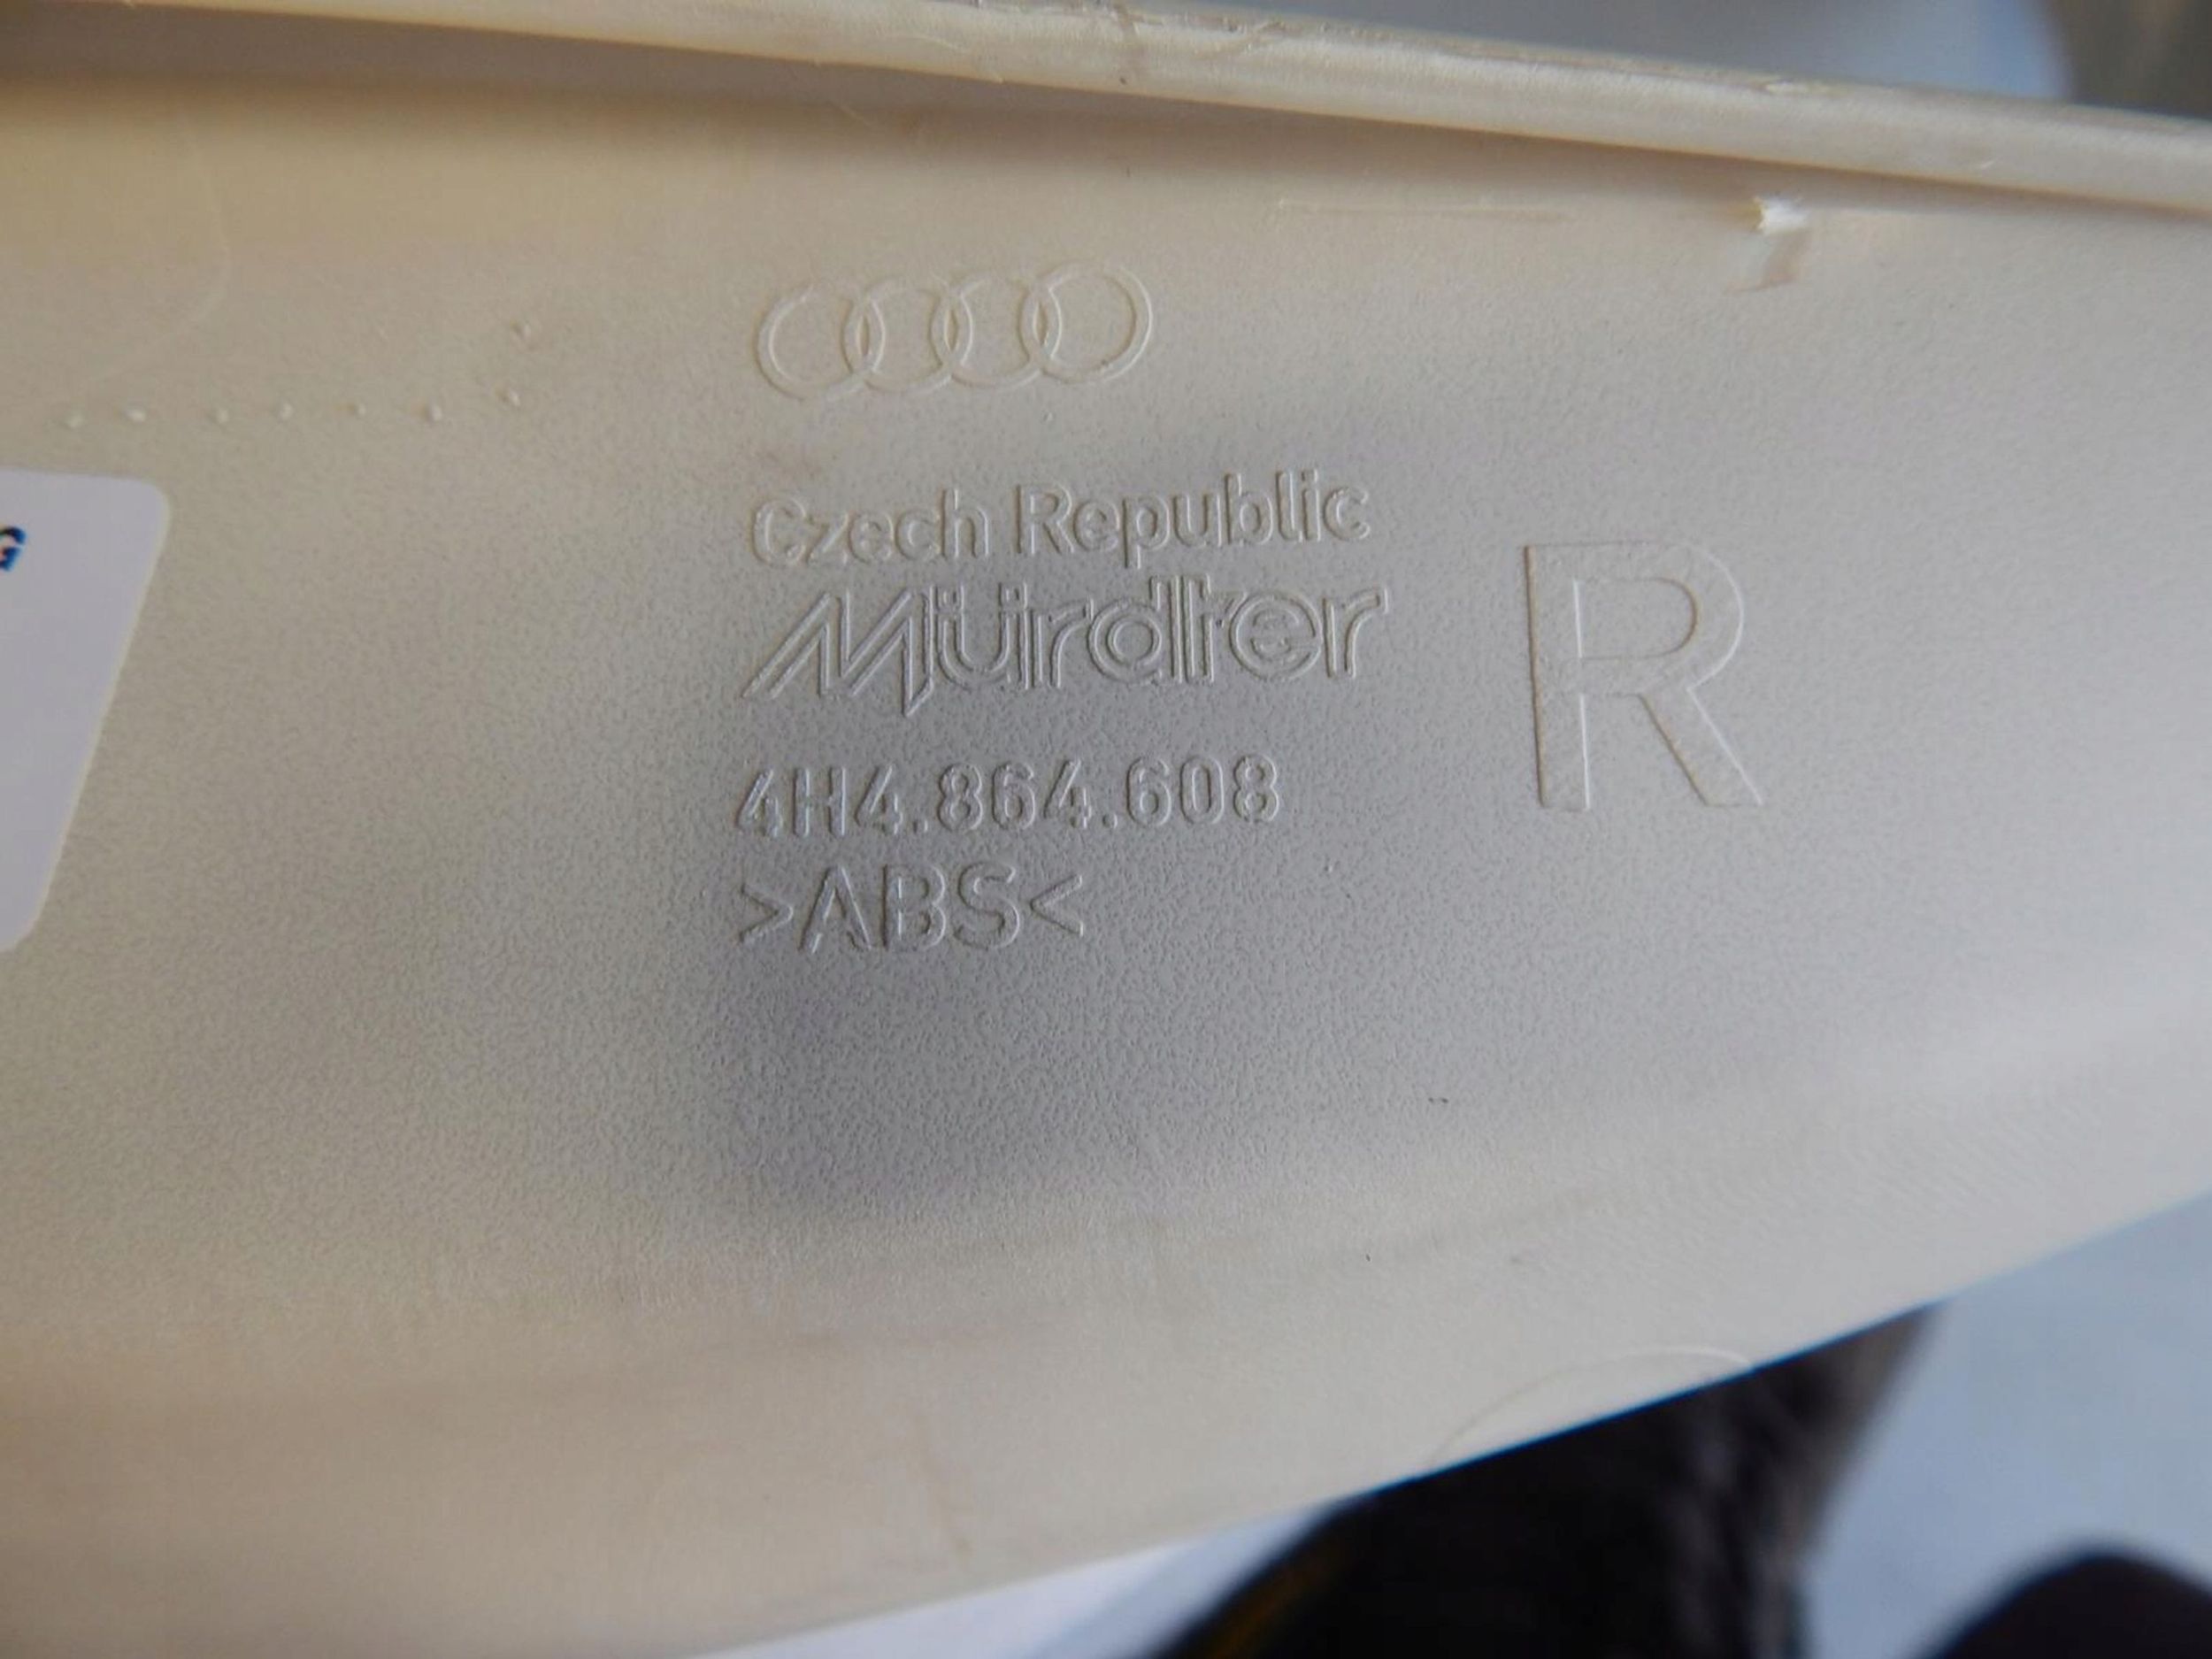 G
Czech Republic
Mürdter
R
4H4.864.608
>ABS<